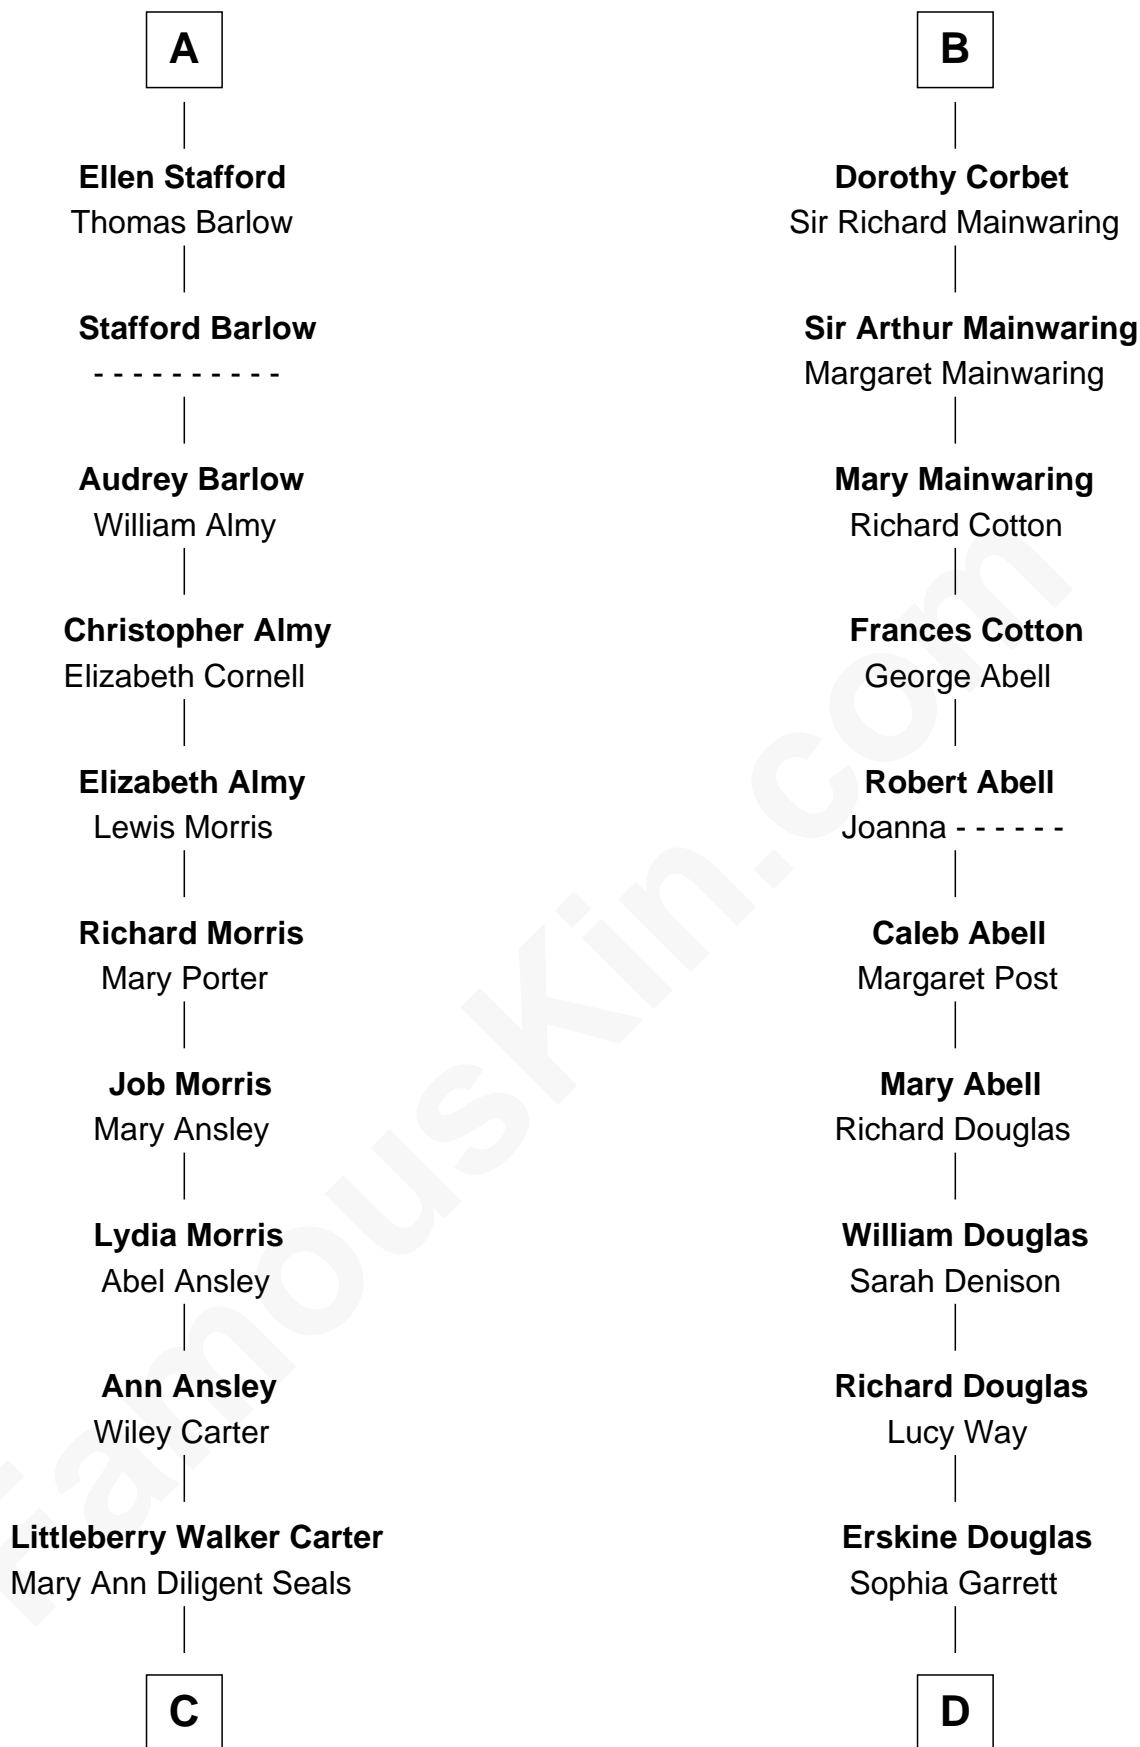 A
Ellen Stafford
Thomas Barlow
Stafford Barlow
- - - - - - - - - -
Audrey Barlow
William Almy
Christopher Almy
Elizabeth Cornell
Elizabeth Almy
Lewis Morris
Richard Morris
Mary Porter
Job Morris
Mary Ansley
Lydia Morris
Abel Ansley
Ann Ansley
Wiley Carter
Littleberry Walker Carter
Mary Ann Diligent Seals
C
B
Dorothy Corbet
Sir Richard Mainwaring
Sir Arthur Mainwaring
Margaret Mainwaring
Mary Mainwaring
Richard Cotton
Frances Cotton
George Abell
Robert Abell
Joanna - - - - - -
Caleb Abell
Margaret Post
Mary Abell
Richard Douglas
William Douglas
Sarah Denison
Richard Douglas
Lucy Way
Erskine Douglas
Sophia Garrett
D
FamousKin.com